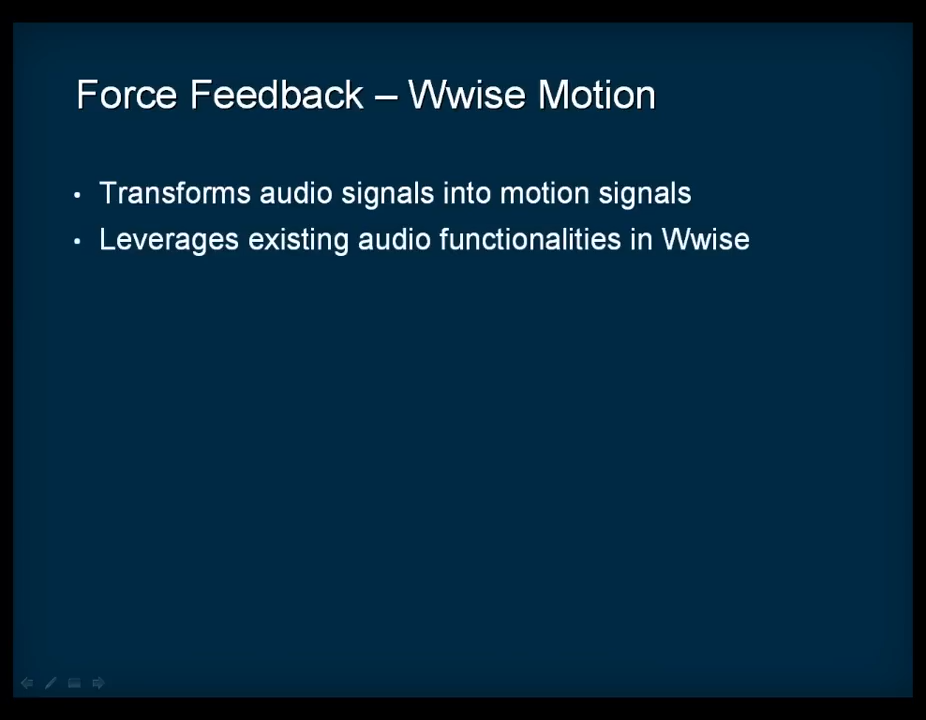 Force Feedback – Wwise Motion
• Transforms audio signals into motion signals
• Leverages existing audio functionalities in Wwise